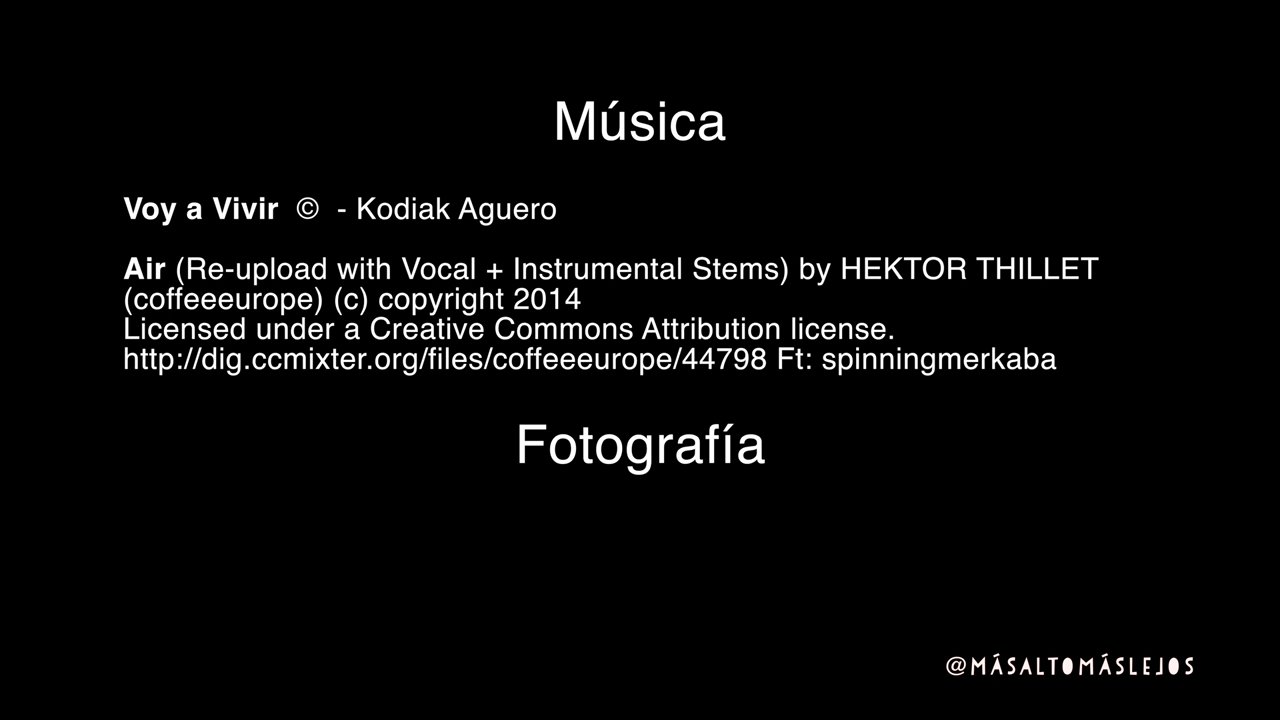 Música
Voy a Vivir © - Kodiak Aguero
Air (Re-upload with Vocal + Instrumental Stems) by HEKTOR THILLET
(coffeeeurope) (c) copyright 2014
Licensed under a Creative Commons Attribution license.
http://dig.ccmixter.org/files/coffeeeurope/44798 Ft: spinningmerkaba
Fotografía
@MÁSALTOMÁSLEJOS